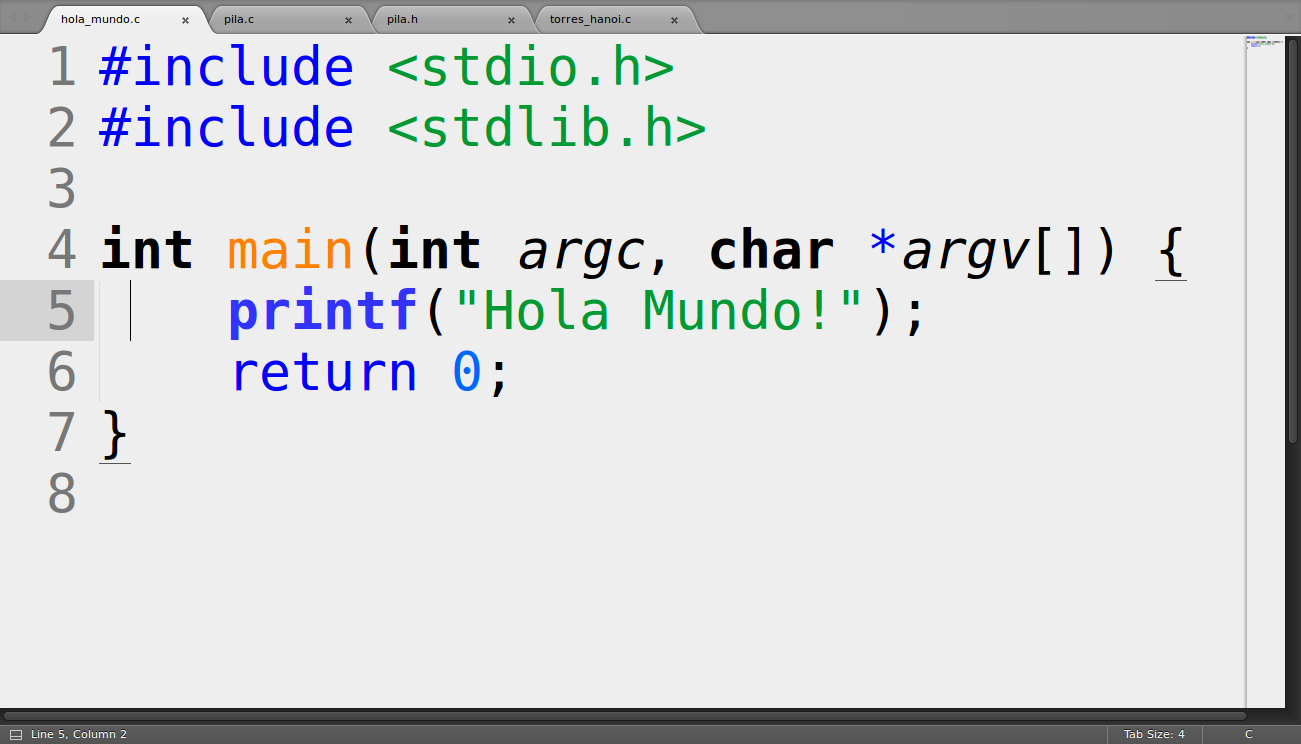 hola_mundo.c × pila.c × pila.h × torres_hanoi.c ×
1 #include <stdio.h>
2 #include <stdlib.h>
3
4 int main(int argc, char *argv[]) {
5     printf("Hola Mundo!");
6     return 0;
7 }
8
Line 5, Column 2 Tab Size: 4 C